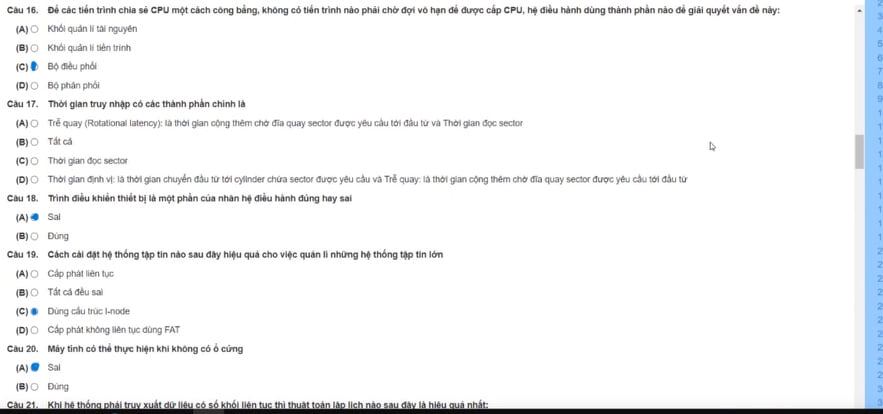 Câu 16. Để các tiến trình chia sẻ CPU một cách công bằng, không có tiến trình nào phải chờ đợi vô hạn để được cấp CPU, hệ điều hành dùng thành phần nào để giải quyết vấn đề này:
(A) Khối quản lí tài nguyên
(B) Khối quản lí tiến trình
(C) Bộ điều phối
(D) Bộ phân phối
Câu 17. Thời gian truy nhập có các thành phần chính là
(A) Trễ quay (Rotational latency): là thời gian cộng thêm chờ đĩa quay sector được yêu cầu tới đầu từ và Thời gian đọc sector
(B) Tất cả
(C) Thời gian đọc sector
(D) Thời gian định vị: là thời gian chuyển đầu từ tới cylinder chứa sector được yêu cầu và Trễ quay: là thời gian cộng thêm chờ đĩa quay sector được yêu cầu tới đầu từ
Câu 18. Trình điều khiển thiết bị là một phần của nhân hệ điều hành đúng hay sai
(A) Sai
(B) Đúng
Câu 19. Cách cài đặt hệ thống tập tin nào sau đây hiệu quả cho việc quản lí những hệ thống tập tin lớn
(A) Cấp phát liên tục
(B) Tất cả đều sai
(C) Dùng cấu trúc I-node
(D) Cấp phát không liên tục dùng FAT
Câu 20. Máy tính có thể thực hiện khi không có ổ cứng
(A) Sai
(B) Đúng
Câu 21. Khi hệ thống phải truy xuất dữ liệu có số khối liên tục thì thuật toán lập lịch nào sau đây là hiệu quả nhất: